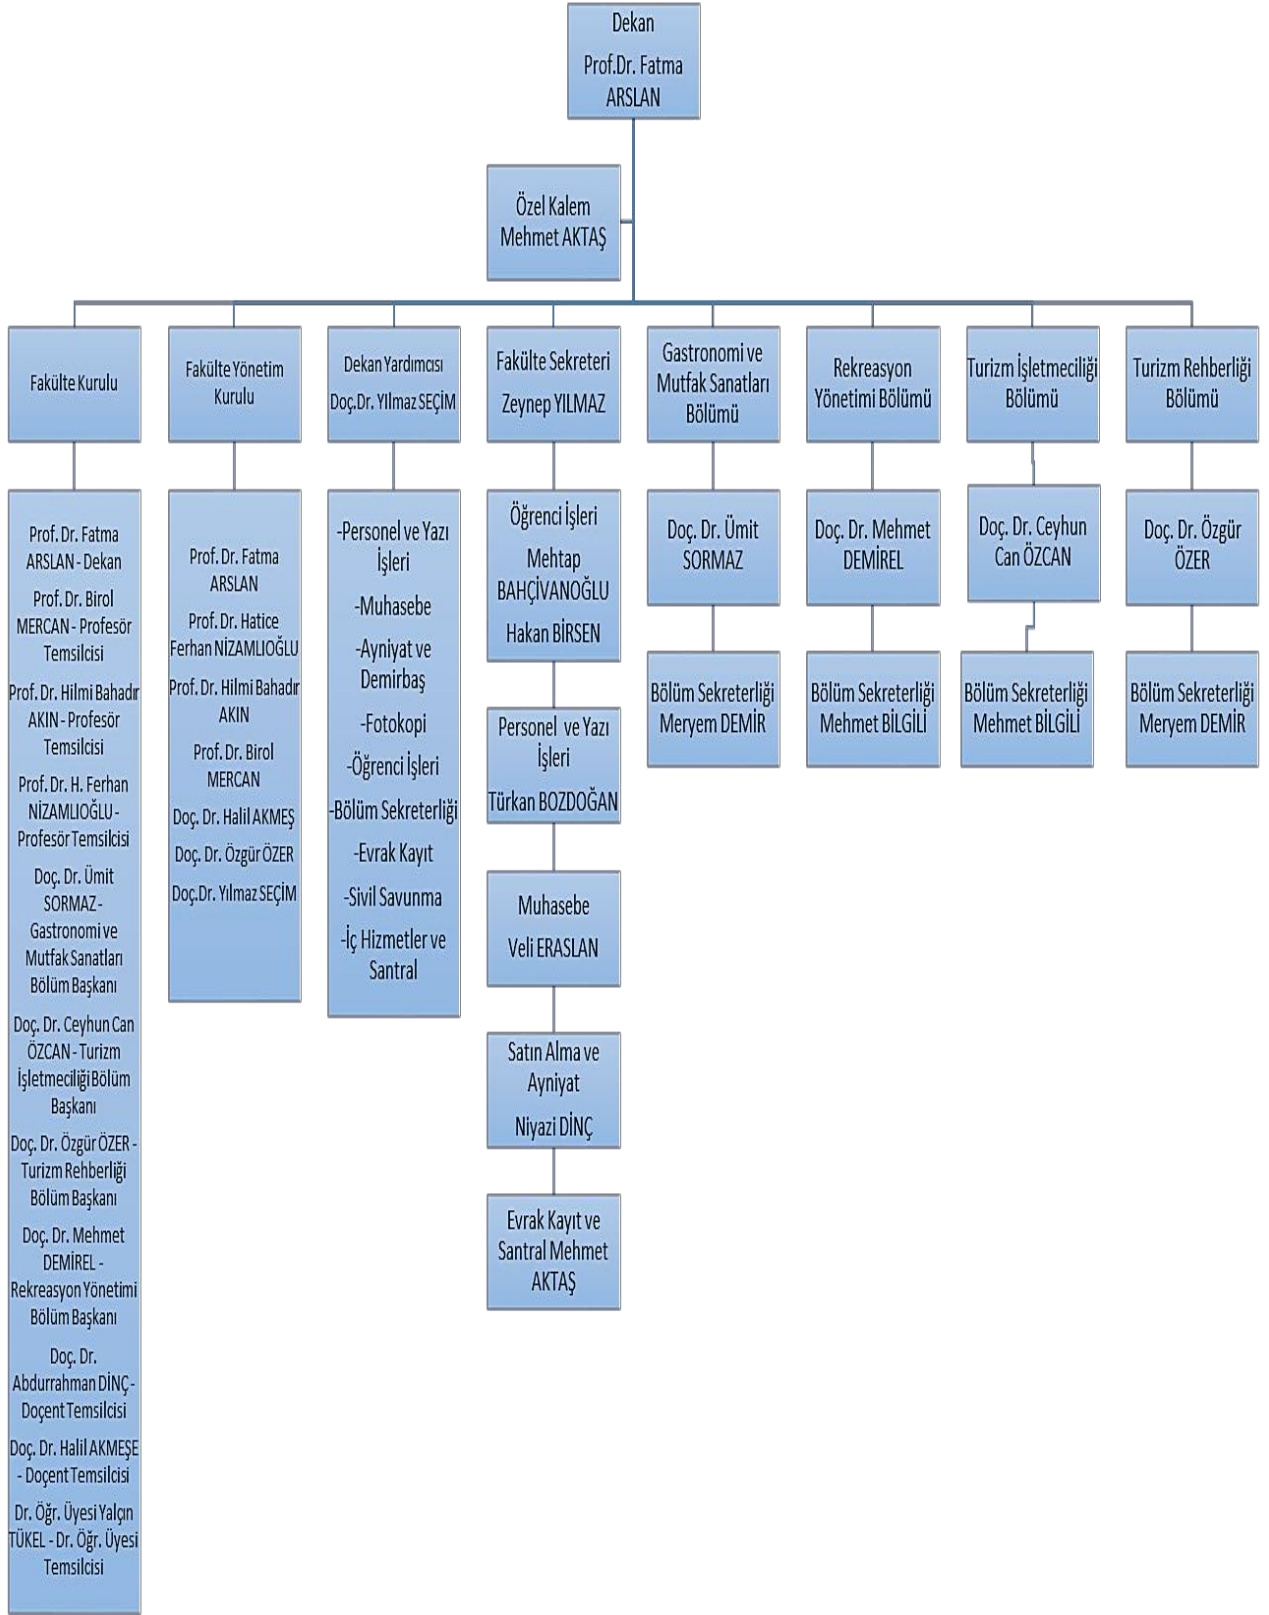 Dekan
Prof.Dr. Fatma
ARSLAN
Özel Kalem
Mehmet AKTAŞ
Fakülte Kurulu
Fakülte Yönetim
Kurulu
Dekan Yardımcısı
Doç.Dr. YIlmaz SEÇİM
Fakülte Sekreteri
Zeynep YILMAZ
Gastronomi ve
Mutfak Sanatları
Bölümü
Rekreasyon
Yönetimi Bölümü
Turizm İşletmeciliği
Bölümü
Turizm Rehberliği
Bölümü
Prof. Dr. Fatma
ARSLAN - Dekan
Prof. Dr. Birol
MERCAN - Profesör
Temsilcisi
Prof. Dr. Hilmi Bahadır
AKIN - Profesör
Temsilcisi
Prof. Dr. H. Ferhan
NİZAMLIOĞLU -
Profesör Temsilcisi
Doç. Dr. Ümit
SORMAZ -
Gastronomi ve
Mutfak Sanatları
Bölüm Başkanı
Doç. Dr. Ceyhun Can
ÖZCAN - Turizm
İşletmeciliği Bölüm
Başkanı
Doç. Dr. Özgür ÖZER -
Turizm Rehberliği
Bölüm Başkanı
Doç. Dr. Mehmet
DEMİREL -
Rekreasyon Yönetimi
Bölüm Başkanı
Doç. Dr.
Abdurrahman DİNÇ -
Doçent Temsilcisi
Doç. Dr. Halil AKMEŞE
- Doçent Temsilcisi
Dr. Öğr. Üyesi Yalçın
TÜKEL - Dr. Öğr. Üyesi
Temsilcisi
Prof. Dr. Fatma
ARSLAN
Prof. Dr. Hatice
Ferhan NİZAMLIOĞLU
Prof. Dr. Hilmi Bahadır
AKIN
Prof. Dr. Birol
MERCAN
Doç. Dr. Halil AKMEŞ
Doç. Dr. Özgür ÖZER
Doç.Dr. Yılmaz SEÇİM
-Personel ve Yazı
İşleri
-Muhasebe
-Ayniyat ve
Demirbaş
-Fotokopi
-Öğrenci İşleri
-Bölüm Sekreterliği
-Evrak Kayıt
-Sivil Savunma
-İç Hizmetler ve
Santral
Öğrenci İşleri
Mehtap
BAHÇİVANOĞLU
Hakan BİRSEN
Personel ve Yazı
İşleri
Türkan BOZDOĞAN
Muhasebe
Veli ERASLAN
Satın Alma ve
Ayniyat
Niyazi DİNÇ
Evrak Kayıt ve
Santral Mehmet
AKTAŞ
Doç. Dr. Ümit
SORMAZ
Bölüm Sekreterliği
Meryem DEMİR
Doç. Dr. Mehmet
DEMİREL
Bölüm Sekreterliği
Mehmet BİLGİLİ
Doç. Dr. Ceyhun
Can ÖZCAN
Bölüm Sekreterliği
Mehmet BİLGİLİ
Doç. Dr. Özgür
ÖZER
Bölüm Sekreterliği
Meryem DEMİR